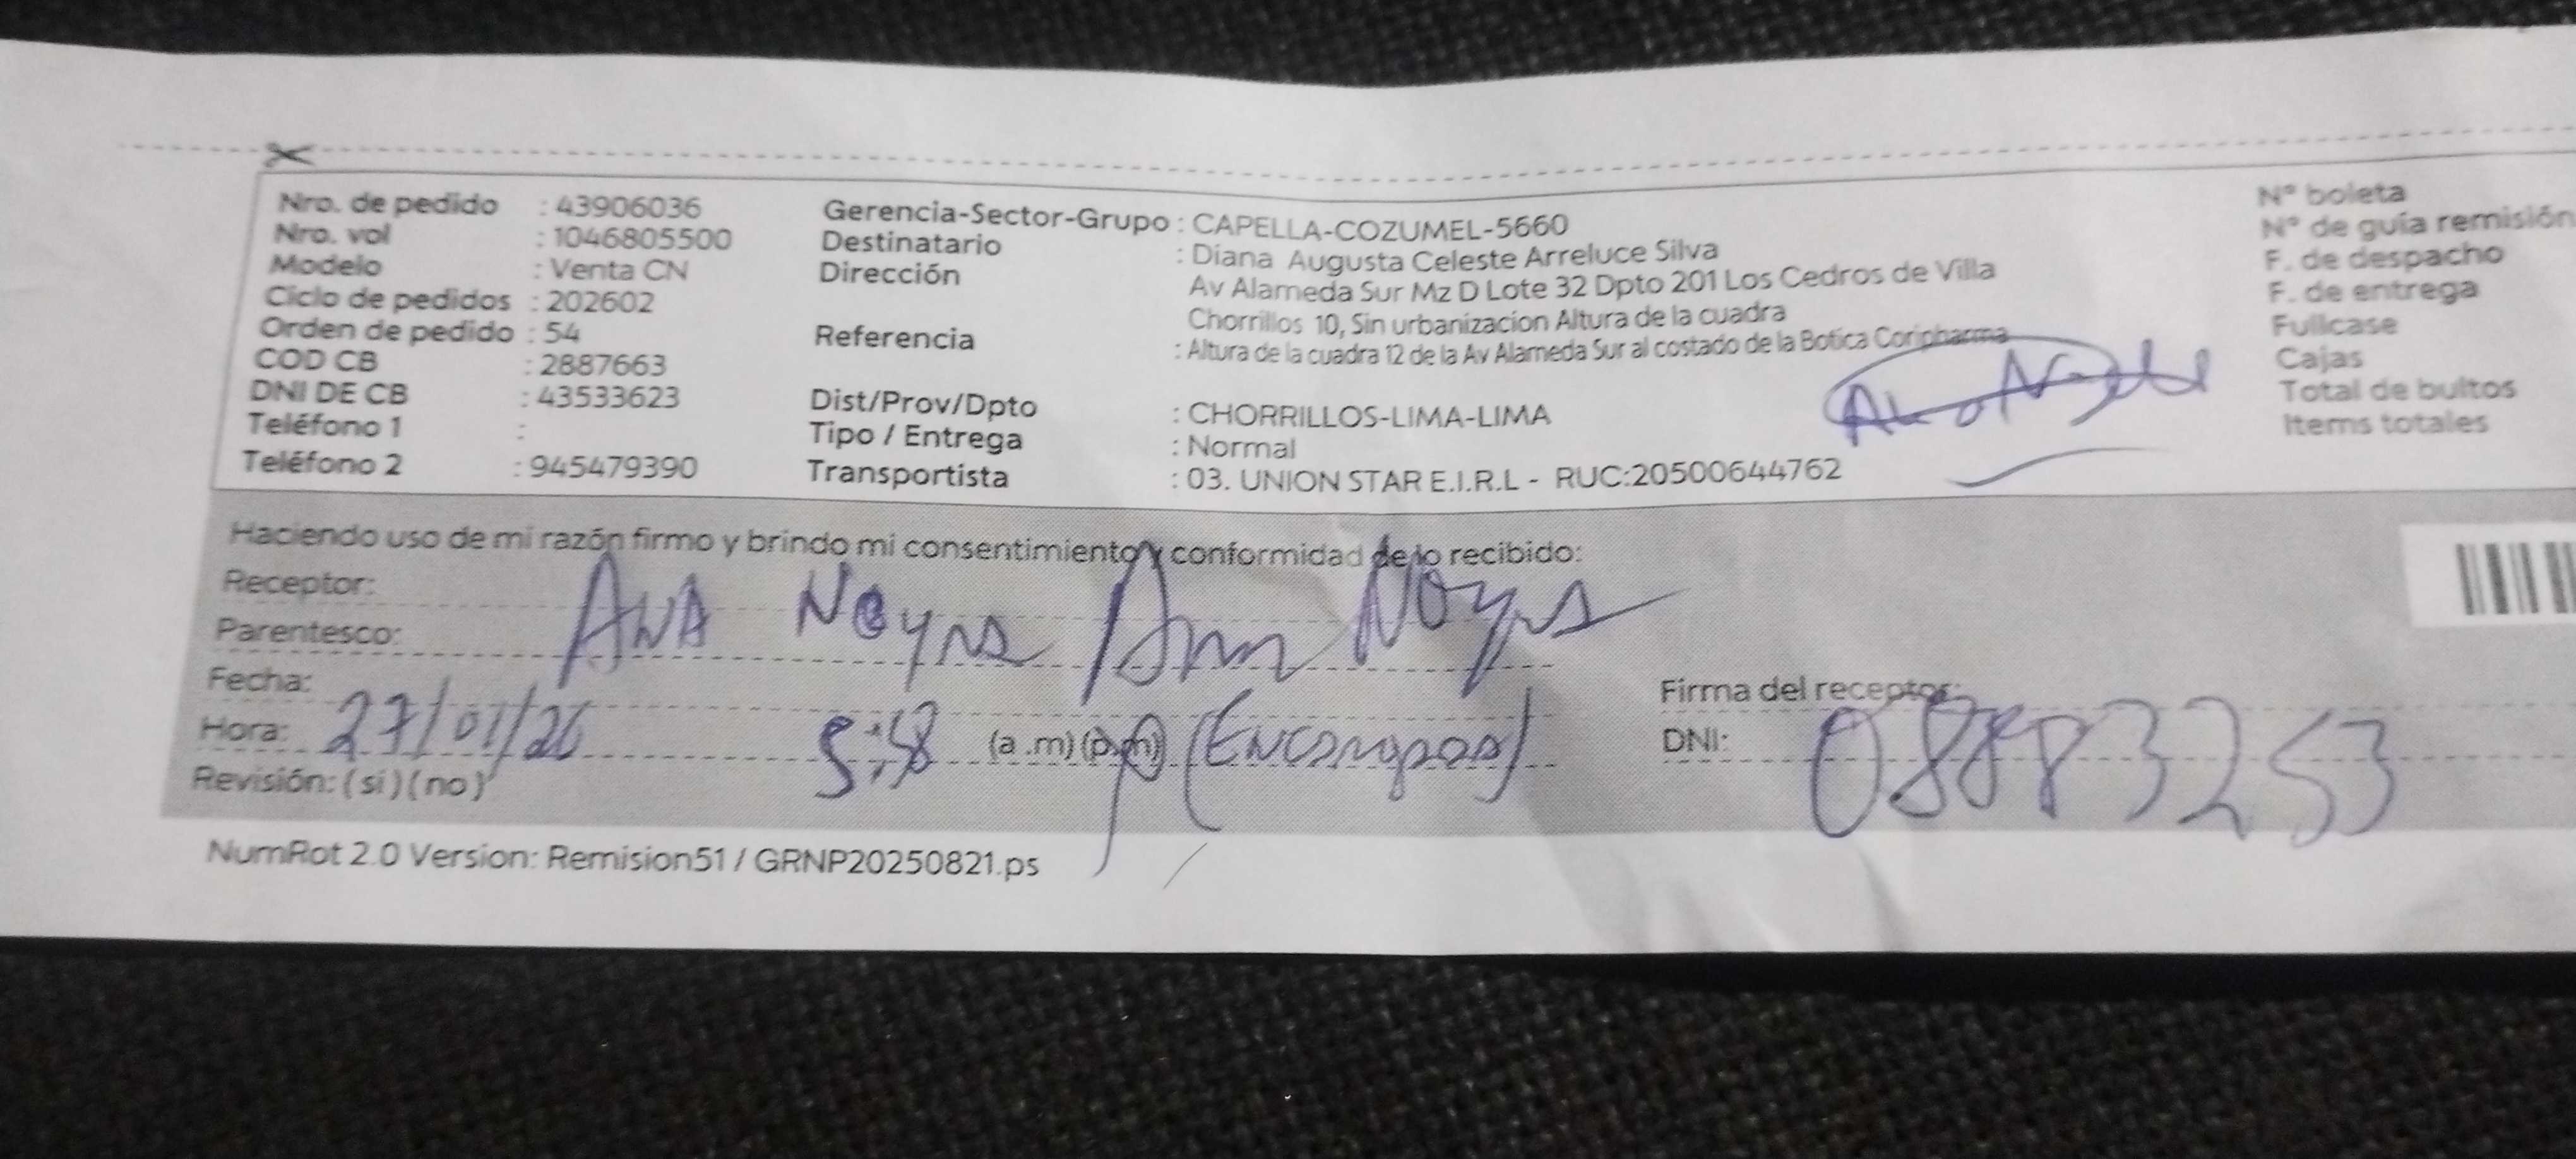 Nro. de pedido : 43906036
Nro. vol : 1046805500
Modelo : Venta CN
Ciclo de pedidos : 202602
Orden de pedido : 54
COD CB : 2887663
DNI DE CB : 43533623
Teléfono 1 :
Teléfono 2 : 945479390
Gerencia-Sector-Grupo : CAPELLA-COZUMEL-5660
Destinatario : Diana Augusta Celeste Arreluce Silva
Dirección Av Alameda Sur Mz D Lote 32 Dpto 201 Los Cedros de Villa
Chorrillos 10, Sin urbanizacion Altura de la cuadra
Referencia : Altura de la cuadra 12 de la Av Alameda Sur al costado de la Botica Coripharma
Dist/Prov/Dpto : CHORRILLOS-LIMA-LIMA
Tipo / Entrega : Normal
Transportista : 03. UNION STAR E.I.R.L - RUC:20500644762
N° boleta
N° de guía remisión
F. de despacho
F. de entrega
Fullcase
Cajas
Total de bultos
Items totales
Haciendo uso de mi razón firmo y brindo mi consentimiento y conformidad de lo recibido:
Receptor:
Parentesco: ANA
Fecha:
Hora: 27/01/26 5:58 (a .m) (p.m)
Revisión: ( si ) ( no )
Firma del receptor:
DNI: 08883253
NumRot 2.0 Version: Remision51 / GRNP20250821.ps